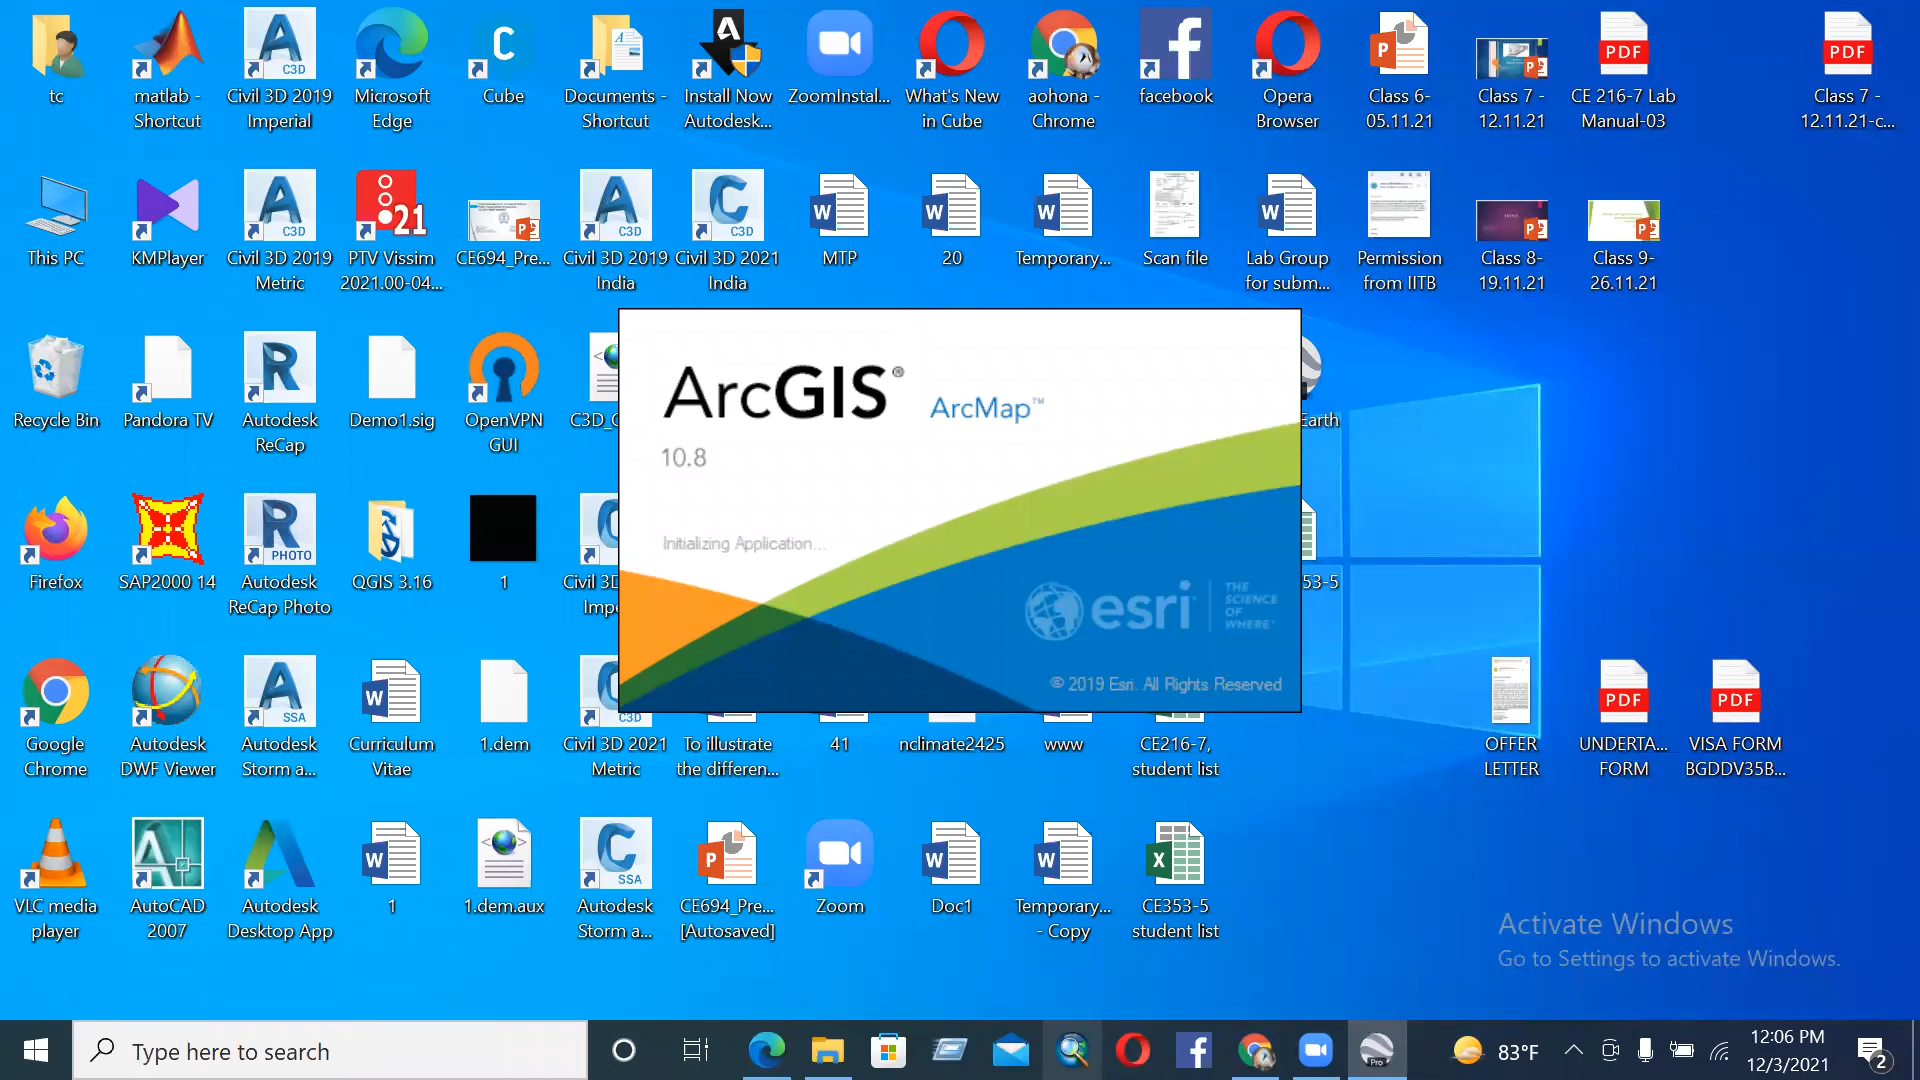 tc
matlab -
Shortcut
Civil 3D 2019
Imperial
Microsoft
Edge
Cube
Documents -
Shortcut
Install Now
Autodesk...
ZoomInstal...
What's New
in Cube
aohona -
Chrome
facebook
Opera
Browser
Class 6-
05.11.21
Class 7 -
12.11.21
CE 216-7 Lab
Manual-03
Class 7 -
12.11.21-c...
This PC
KMPlayer
Civil 3D 2019
Metric
PTV Vissim
2021.00-04...
CE694_Pre...
Civil 3D 2019
India
Civil 3D 2021
India
MTP
20
Temporary...
Scan file
Lab Group
for subm...
Permission
from IITB
Class 8-
19.11.21
Class 9-
26.11.21
Recycle Bin
Pandora TV
Autodesk
ReCap
Demo1.sig
OpenVPN
GUI
C3D_
Earth
ArcGIS®
ArcMap™
10.8
Initializing Application...
esri
THE
SCIENCE
OF
WHERE™
© 2019 Esri. All Rights Reserved
Firefox
SAP2000 14
Autodesk
ReCap Photo
QGIS 3.16
1
Civil 3D
Impe
53-5
Google
Chrome
Autodesk
DWF Viewer
Autodesk
Storm a...
Curriculum
Vitae
1.dem
Civil 3D 2021
Metric
To illustrate
the differen...
41
nclimate2425
www
CE216-7,
student list
OFFER
LETTER
UNDERTA...
FORM
VISA FORM
BGDDV35B...
VLC media
player
AutoCAD
2007
Autodesk
Desktop App
1
1.dem.aux
Autodesk
Storm a...
CE694_Pre...
[Autosaved]
Zoom
Doc1
Temporary...
- Copy
CE353-5
student list
Activate Windows
Go to Settings to activate Windows.
Type here to search
83°F
12:06 PM
12/3/2021
2